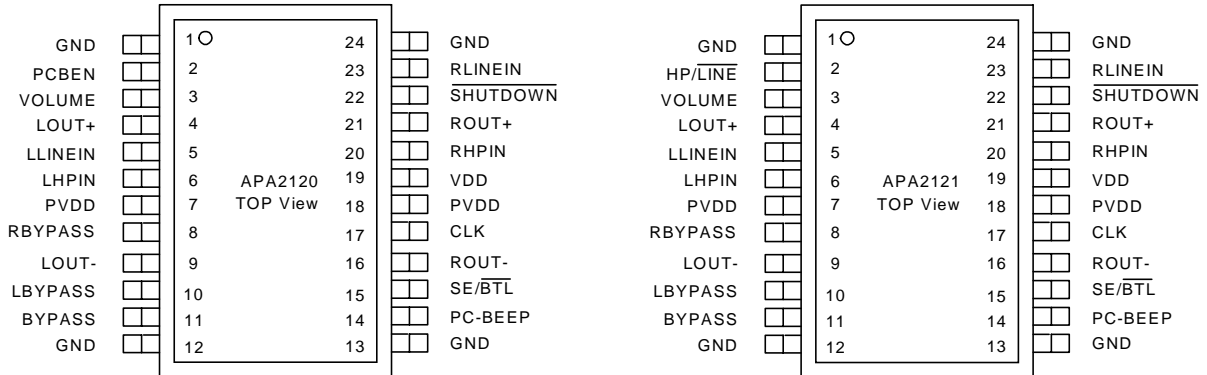 GND 1 24 GND
PCBEN 2 23 RLINEIN
VOLUME 3 22 SHUTDOWN
LOUT+ 4 21 ROUT+
LLINEIN 5 20 RHPIN
LHPIN 6 APA2120 19 VDD
PVDD 7 TOP View 18 PVDD
RBYPASS 8 17 CLK
LOUT- 9 16 ROUT-
LBYPASS 10 15 SE/BTL
BYPASS 11 14 PC-BEEP
GND 12 13 GND
GND 1 24 GND
HP/LINE 2 23 RLINEIN
VOLUME 3 22 SHUTDOWN
LOUT+ 4 21 ROUT+
LLINEIN 5 20 RHPIN
LHPIN 6 APA2121 19 VDD
PVDD 7 TOP View 18 PVDD
RBYPASS 8 17 CLK
LOUT- 9 16 ROUT-
LBYPASS 10 15 SE/BTL
BYPASS 11 14 PC-BEEP
GND 12 13 GND